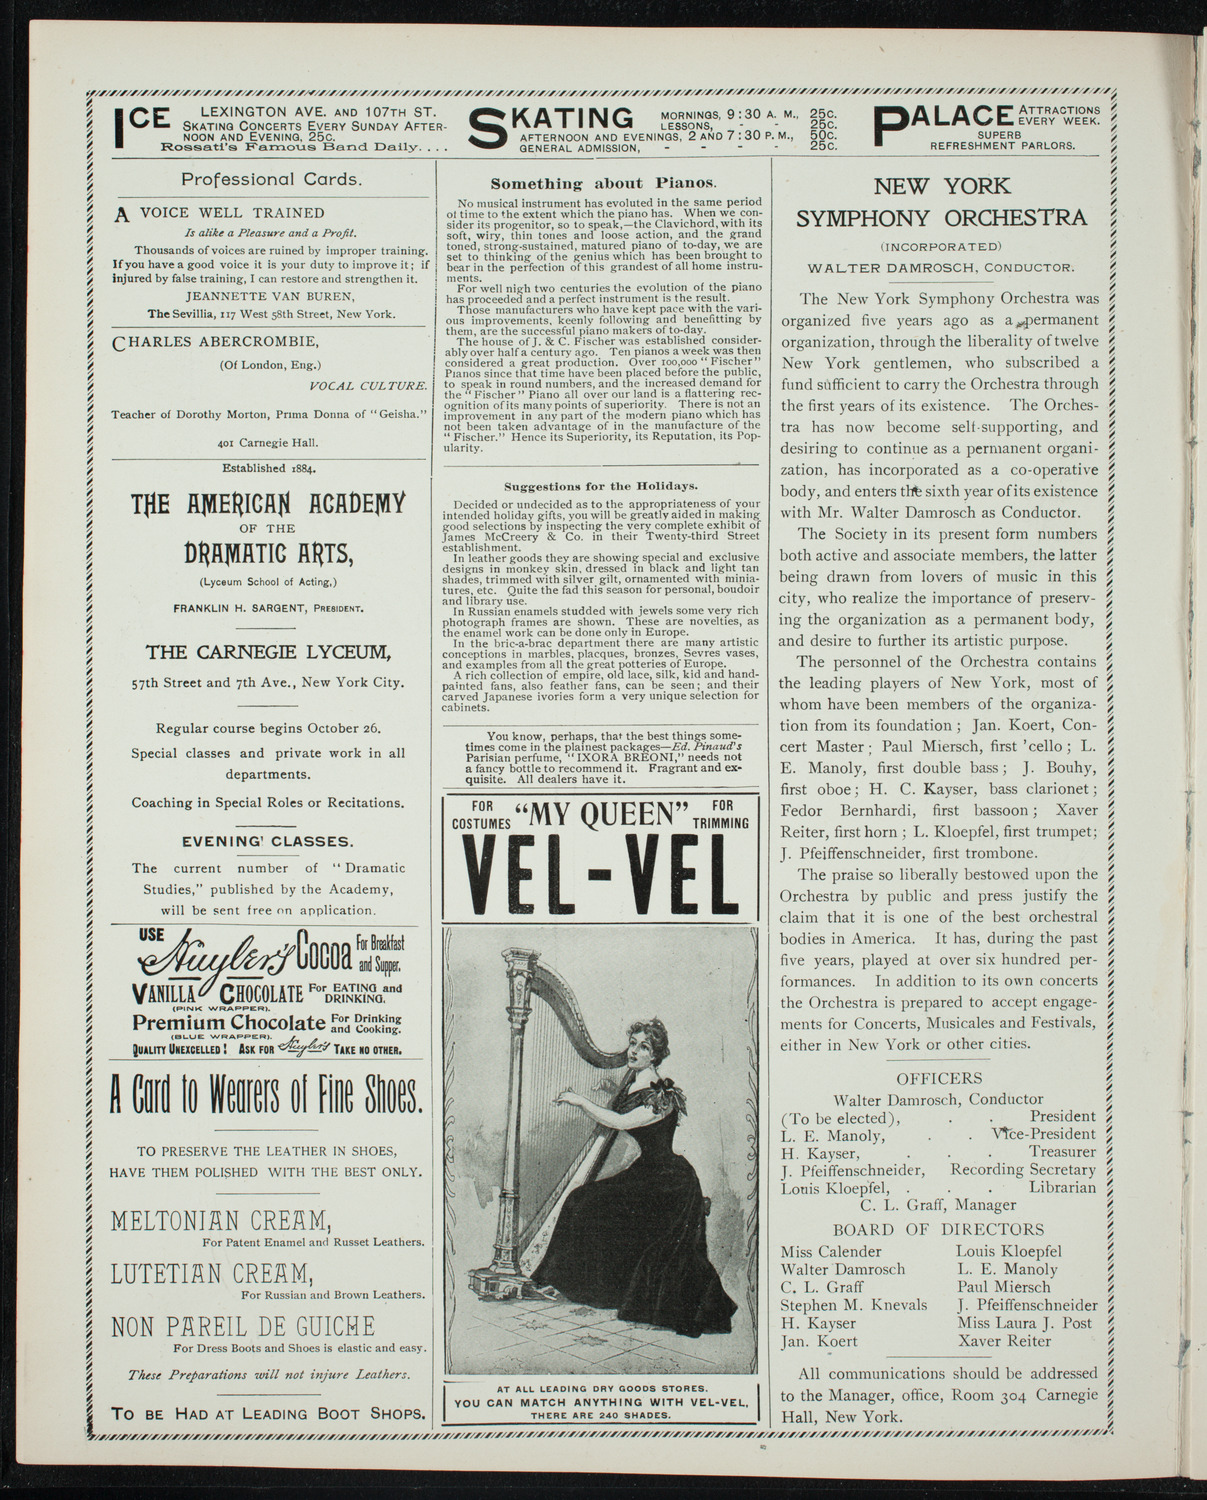 ICE
LEXINGTON AVE. AND 107TH ST.
SKATING CONCERTS EVERY SUNDAY AFTER-
NOON AND EVENING, 25C.
Rossati's Famous Band Daily. . . .
SKATING
MORNINGS, 9:30 A. M., 25C.
LESSONS, - - 25C.
AFTERNOON AND EVENINGS, 2 AND 7:30 P. M., 50C.
GENERAL ADMISSION, - - - - 25C.
PALACE
ATTRACTIONS
EVERY WEEK.
SUPERB
REFRESHMENT PARLORS.
Professional Cards.
A VOICE WELL TRAINED
Is alike a Pleasure and a Profit.
Thousands of voices are ruined by improper training.
If you have a good voice it is your duty to improve it; if
injured by false training, I can restore and strengthen it.
JEANNETTE VAN BUREN,
The Sevillia, 117 West 58th Street, New York.
CHARLES ABERCROMBIE,
(Of London, Eng.)
VOCAL CULTURE.
Teacher of Dorothy Morton, Prima Donna of "Geisha."
401 Carnegie Hall.
Established 1884.
THE AMERICAN ACADEMY
OF THE
DRAMATIC ARTS,
(Lyceum School of Acting,)
FRANKLIN H. SARGENT, PRESIDENT.
THE CARNEGIE LYCEUM,
57th Street and 7th Ave., New York City.
Regular course begins October 26.
Special classes and private work in all
departments.
Coaching in Special Roles or Recitations.
EVENING' CLASSES.
The current number of "Dramatic
Studies," published by the Academy,
will be sent free on application.
USE Huyler's Cocoa For Breakfast
and Supper.
VANILLA CHOCOLATE For EATING and
DRINKING.
(PINK WRAPPER).
Premium Chocolate For Drinking
and Cooking.
(BLUE WRAPPER).
QUALITY UNEXCELLED! ASK FOR Huyler's TAKE NO OTHER.
A Card to Wearers of Fine Shoes.
TO PRESERVE THE LEATHER IN SHOES,
HAVE THEM POLISHED WITH THE BEST ONLY.
MELTONIAN CREAM,
For Patent Enamel and Russet Leathers.
LUTETIAN CREAM,
For Russian and Brown Leathers.
NON PAREIL DE GUICHE
For Dress Boots and Shoes is elastic and easy.
These Preparations will not injure Leathers.
TO BE HAD AT LEADING BOOT SHOPS.
Something about Pianos.
No musical instrument has evoluted in the same period
of time to the extent which the piano has. When we con-
sider its progenitor, so to speak,—the Clavichord, with its
soft, wiry, thin tones and loose action, and the grand
toned, strong-sustained, matured piano of to-day, we are
set to thinking of the genius which has been brought to
bear in the perfection of this grandest of all home instru-
ments.
For well nigh two centuries the evolution of the piano
has proceeded and a perfect instrument is the result.
Those manufacturers who have kept pace with the vari-
ous improvements, keenly following and benefitting by
them, are the successful piano makers of to-day.
The house of J. & C. Fischer was established consider-
ably over half a century ago. Ten pianos a week was then
considered a great production. Over 100,000 "Fischer"
Pianos since that time have been placed before the public,
to speak in round numbers, and the increased demand for
the "Fischer" Piano all over our land is a flattering rec-
ognition of its many points of superiority. There is not an
improvement in any part of the modern piano which has
not been taken advantage of in the manufacture of the
"Fischer." Hence its Superiority, its Reputation, its Pop-
ularity.
Suggestions for the Holidays.
Decided or undecided as to the appropriateness of your
intended holiday gifts, you will be greatly aided in making
good selections by inspecting the very complete exhibit of
James McCreery & Co. in their Twenty-third Street
establishment.
In leather goods they are showing special and exclusive
designs in monkey skin, dressed in black and light tan
shades, trimmed with silver gilt, ornamented with minia-
tures, etc. Quite the fad this season for personal, boudoir
and library use.
In Russian enamels studded with jewels some very rich
photograph frames are shown. These are novelties, as
the enamel work can be done only in Europe.
In the bric-a-brac department there are many artistic
conceptions in marbles, placques, bronzes, Sevres vases,
and examples from all the great potteries of Europe.
A rich collection of empire, old lace, silk, kid and hand-
painted fans, also feather fans, can be seen; and their
carved Japanese ivories form a very unique selection for
cabinets.
You know, perhaps, that the best things some-
times come in the plainest packages—Ed. Pinaud's
Parisian perfume, "IXORA BREONI," needs not
a fancy bottle to recommend it. Fragrant and ex-
quisite. All dealers have it.
FOR
COSTUMES
"MY QUEEN"
FOR
TRIMMING
VEL-VEL
AT ALL LEADING DRY GOODS STORES.
YOU CAN MATCH ANYTHING WITH VEL-VEL,
THERE ARE 240 SHADES.
NEW YORK
SYMPHONY ORCHESTRA
(INCORPORATED)
WALTER DAMROSCH, CONDUCTOR.
The New York Symphony Orchestra was
organized five years ago as a permanent
organization, through the liberality of twelve
New York gentlemen, who subscribed a
fund sufficient to carry the Orchestra through
the first years of its existence. The Orches-
tra has now become self-supporting, and
desiring to continue as a permanent organi-
zation, has incorporated as a co-operative
body, and enters the sixth year of its existence
with Mr. Walter Damrosch as Conductor.
The Society in its present form numbers
both active and associate members, the latter
being drawn from lovers of music in this
city, who realize the importance of preserv-
ing the organization as a permanent body,
and desire to further its artistic purpose.
The personnel of the Orchestra contains
the leading players of New York, most of
whom have been members of the organiza-
tion from its foundation; Jan. Koert, Con-
cert Master; Paul Miersch, first 'cello; L.
E. Manoly, first double bass; J. Bouhy,
first oboe; H. C. Kayser, bass clarionet;
Fedor Bernhardi, first bassoon; Xaver
Reiter, first horn; L. Kloepfel, first trumpet;
J. Pfeiffenschneider, first trombone.
The praise so liberally bestowed upon the
Orchestra by public and press justify the
claim that it is one of the best orchestral
bodies in America. It has, during the past
five years, played at over six hundred per-
formances. In addition to its own concerts
the Orchestra is prepared to accept engage-
ments for Concerts, Musicales and Festivals,
either in New York or other cities.
OFFICERS
Walter Damrosch, Conductor
(To be elected), . . President
L. E. Manoly, . . Vice-President
H. Kayser, . . . Treasurer
J. Pfeiffenschneider, Recording Secretary
Louis Kloepfel, . . . Librarian
C. L. Graff, Manager
BOARD OF DIRECTORS
Miss Calender Louis Kloepfel
Walter Damrosch L. E. Manoly
C. L. Graff Paul Miersch
Stephen M. Knevals J. Pfeiffenschneider
H. Kayser Miss Laura J. Post
Jan. Koert Xaver Reiter
All communications should be addressed
to the Manager, office, Room 304 Carnegie
Hall, New York.